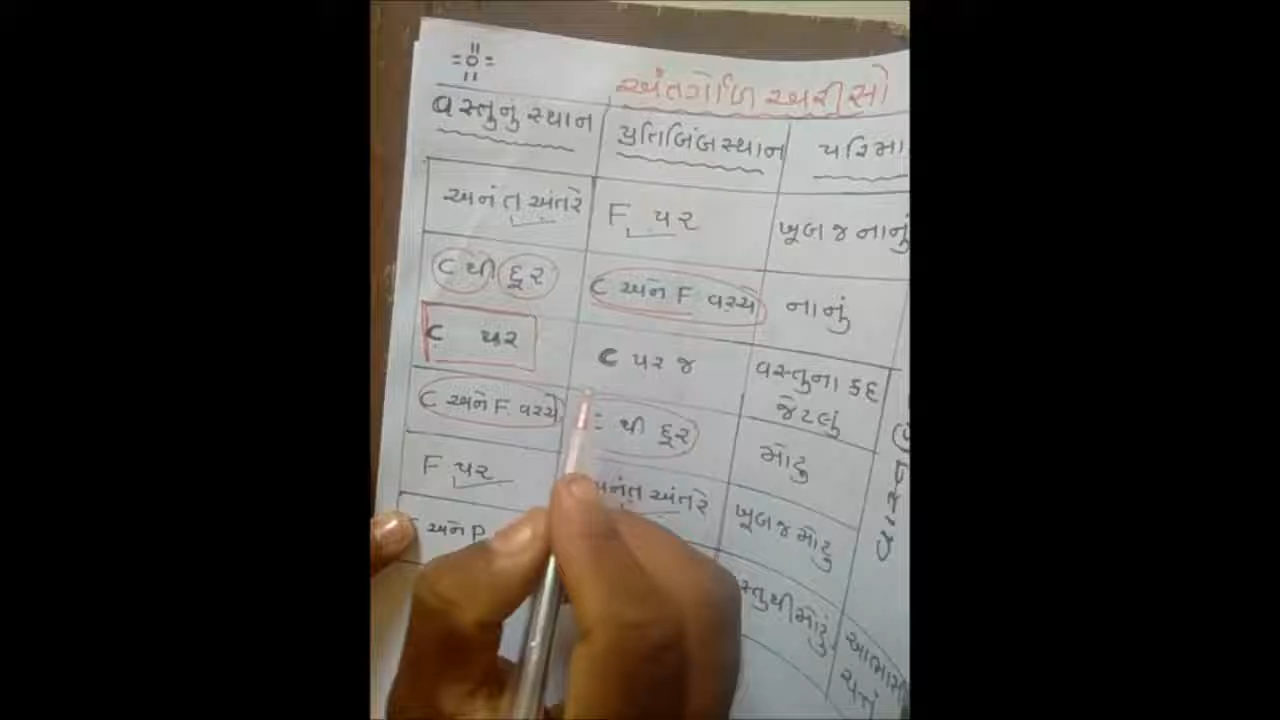 અંતર્ગોળ અરીસો
વસ્તુનું સ્થાન પ્રતિબિંબ સ્થાન
અનંત અંતરે F પર ખૂબ જ નાનું
C થી દૂર C અને F વચ્ચે નાનું
C પર C પર જ વસ્તુના કદ
જેટલું
C અને F વચ્ચે થી દૂર મોટુ
F પર અંતરે ખૂબ જ મોટુ
અને P